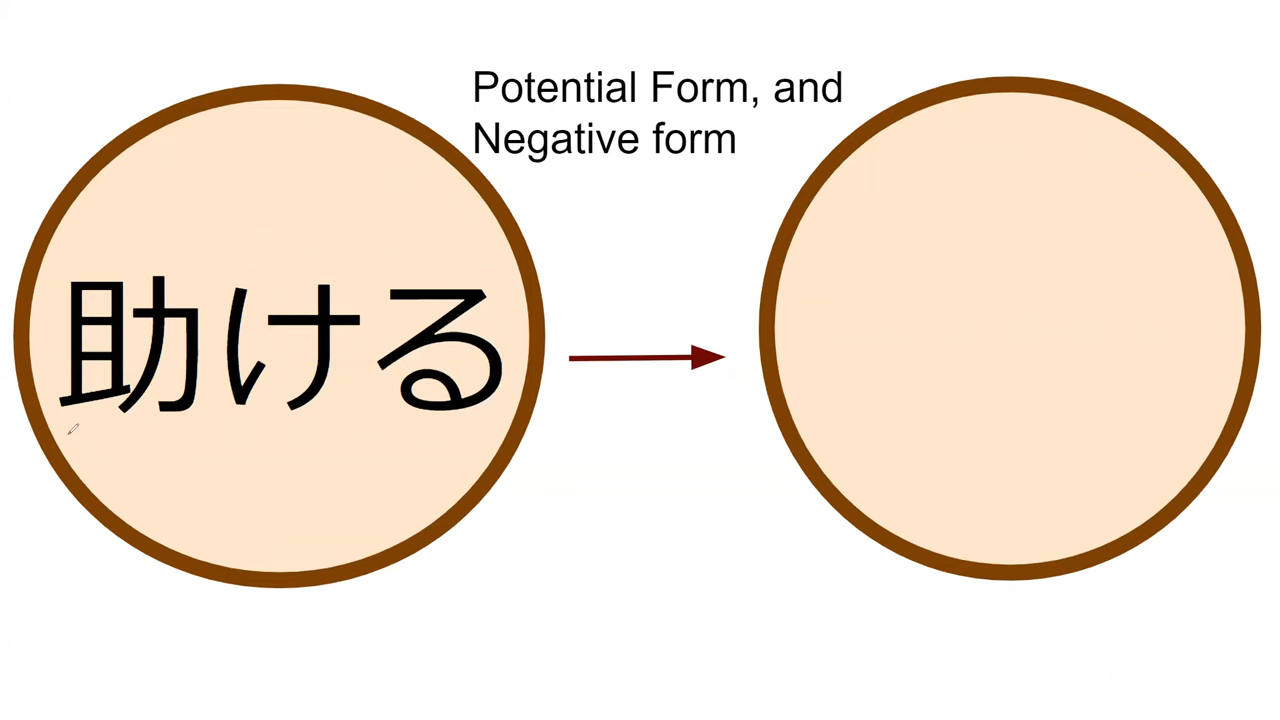 Potential Form, and
Negative form
助ける